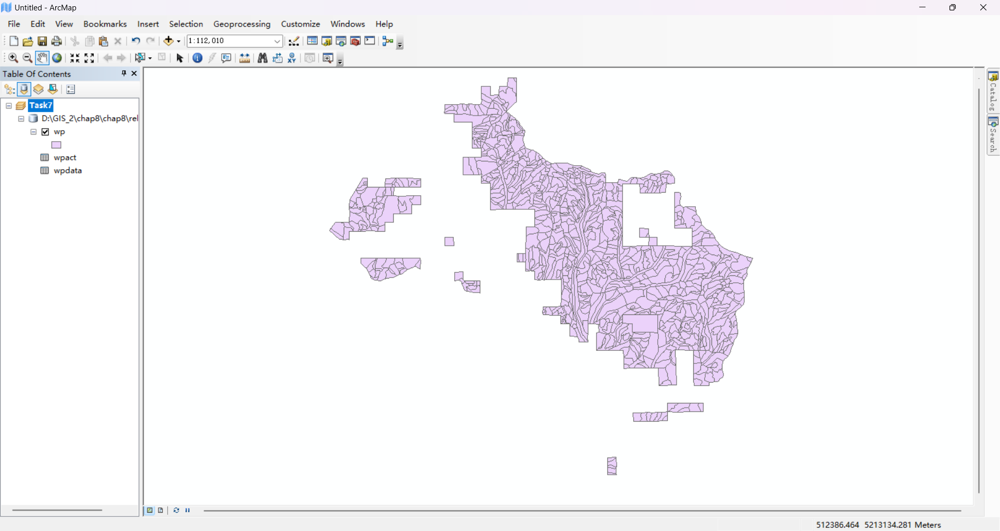 Untitled - ArcMap
File Edit View Bookmarks Insert Selection Geoprocessing Customize Windows Help
1:112,010
XY
Table Of Contents
Task7
D:\GIS_2\chap8\chap8\rel
wp
wpact
wpdata
Catalog
Search
512386.464 5213134.281 Meters